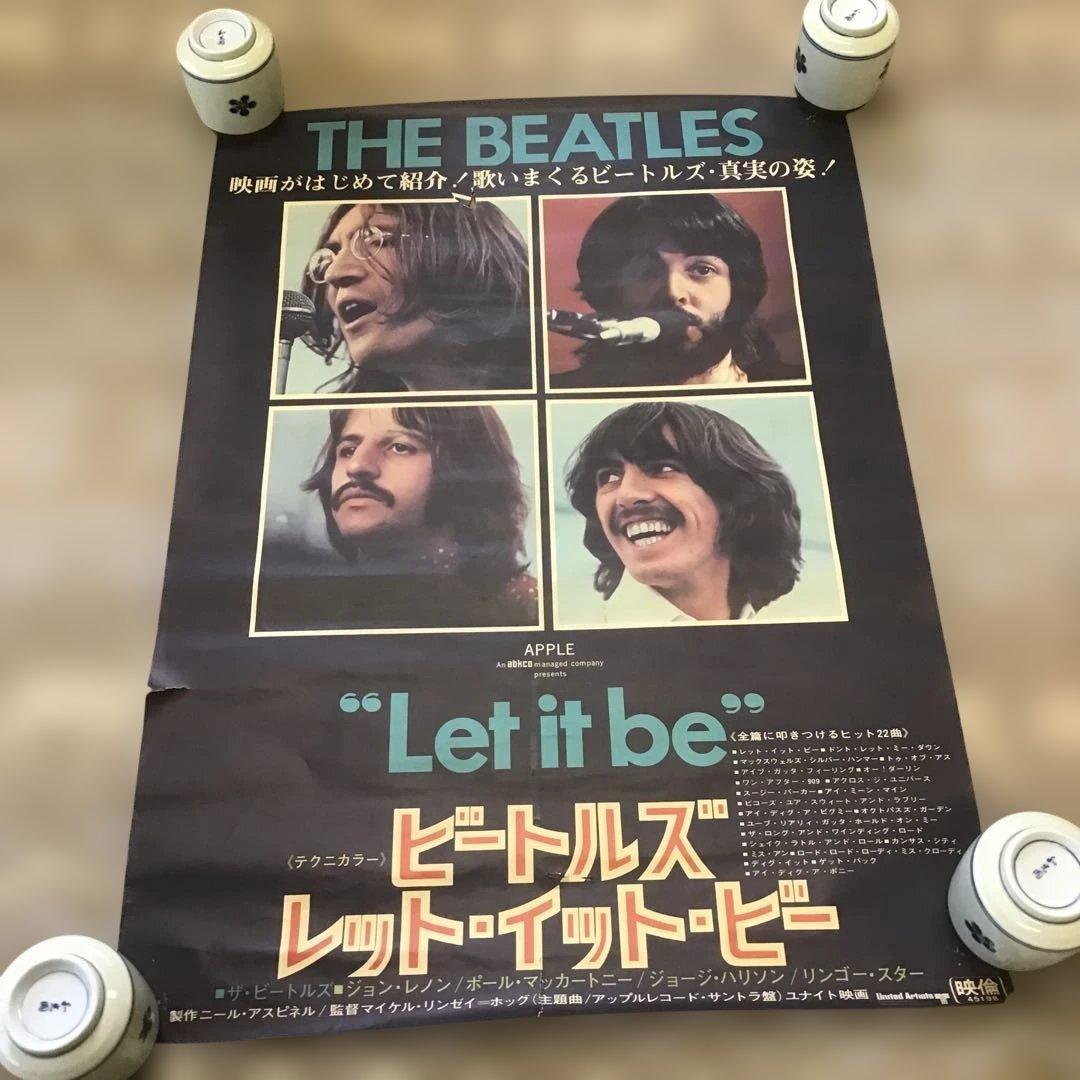 THE BEATLES
映画がはじめて紹介！歌いまくるビートルズ・真実の姿！
APPLE
An abkco managed company
presents
“Let it be”
《全篇に叩きつけるヒット22曲》
■レット・イット・ビー■ドント・レット・ミー・ダウン
■マックスウェルズ・シルバー・ハンマー■トゥ・オブ・アス
■アイブ・ガッタ・フィーリング■オー！ダーリン
■ワン・アフター・909 ■アクロス・ジ・ユニバース
■スージー・パーカー■アイ・ミーン・マイン
■ビコーズ・ユア・スウィート・アンド・ラブリー
■アイ・ディグ・ア・ピグミー■オクトパズス・ガーデン
■ユーブ・リアリィ・ガッタ・ホールド・オン・ミー
■ザ・ロング・アンド・ワインディング・ロード
■シェイク・ラトル・アンド・ロール■カンサス・シティ
■ミス・アン■ロード・ロード・ローディ・ミス・クローディ
■ディグ・イット■ゲット・バック
■アイ・ディグ・ア・ポニー
《テクニカラー》
ビートルズ
レット・イット・ビー
■ザ・ビートルズ■ジョン・レノン/ポール・マッカートニー/ジョージ・ハリソン/リンゴー・スター
製作ニール・アスピネル/監督マイケル・リンゼイ＝ホッグ(主題曲/アップルレコード・サントラ盤)ユナイト映画 United Artists
映倫
45198